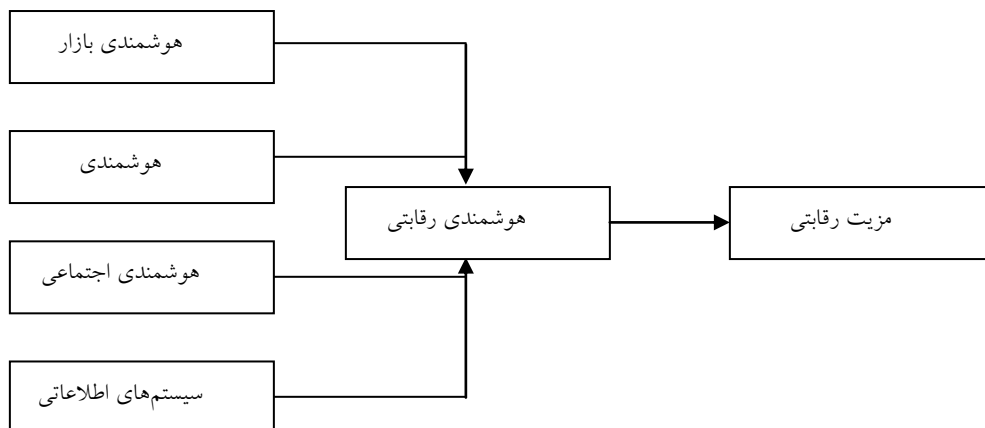 هوشمندی بازار
هوشمندی
هوشمندی رقابتی
مزیت رقابتی
هوشمندی اجتماعی
سیستم‌های اطلاعاتی